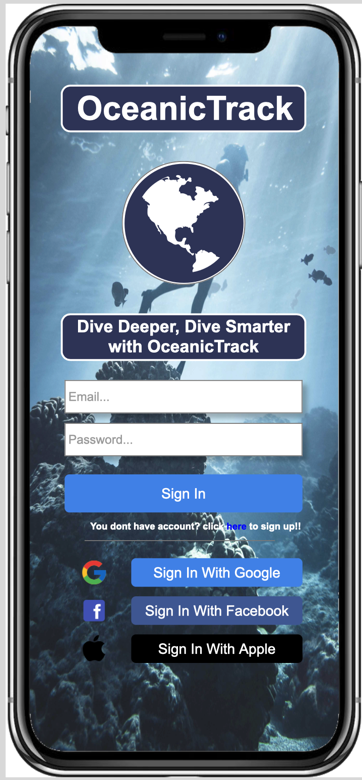 OceanicTrack
Dive Deeper, Dive Smarter
with OceanicTrack
Email...
Password...
Sign In
You dont have account? click here to sign up!!
Sign In With Google
f
Sign In With Facebook
Sign In With Apple